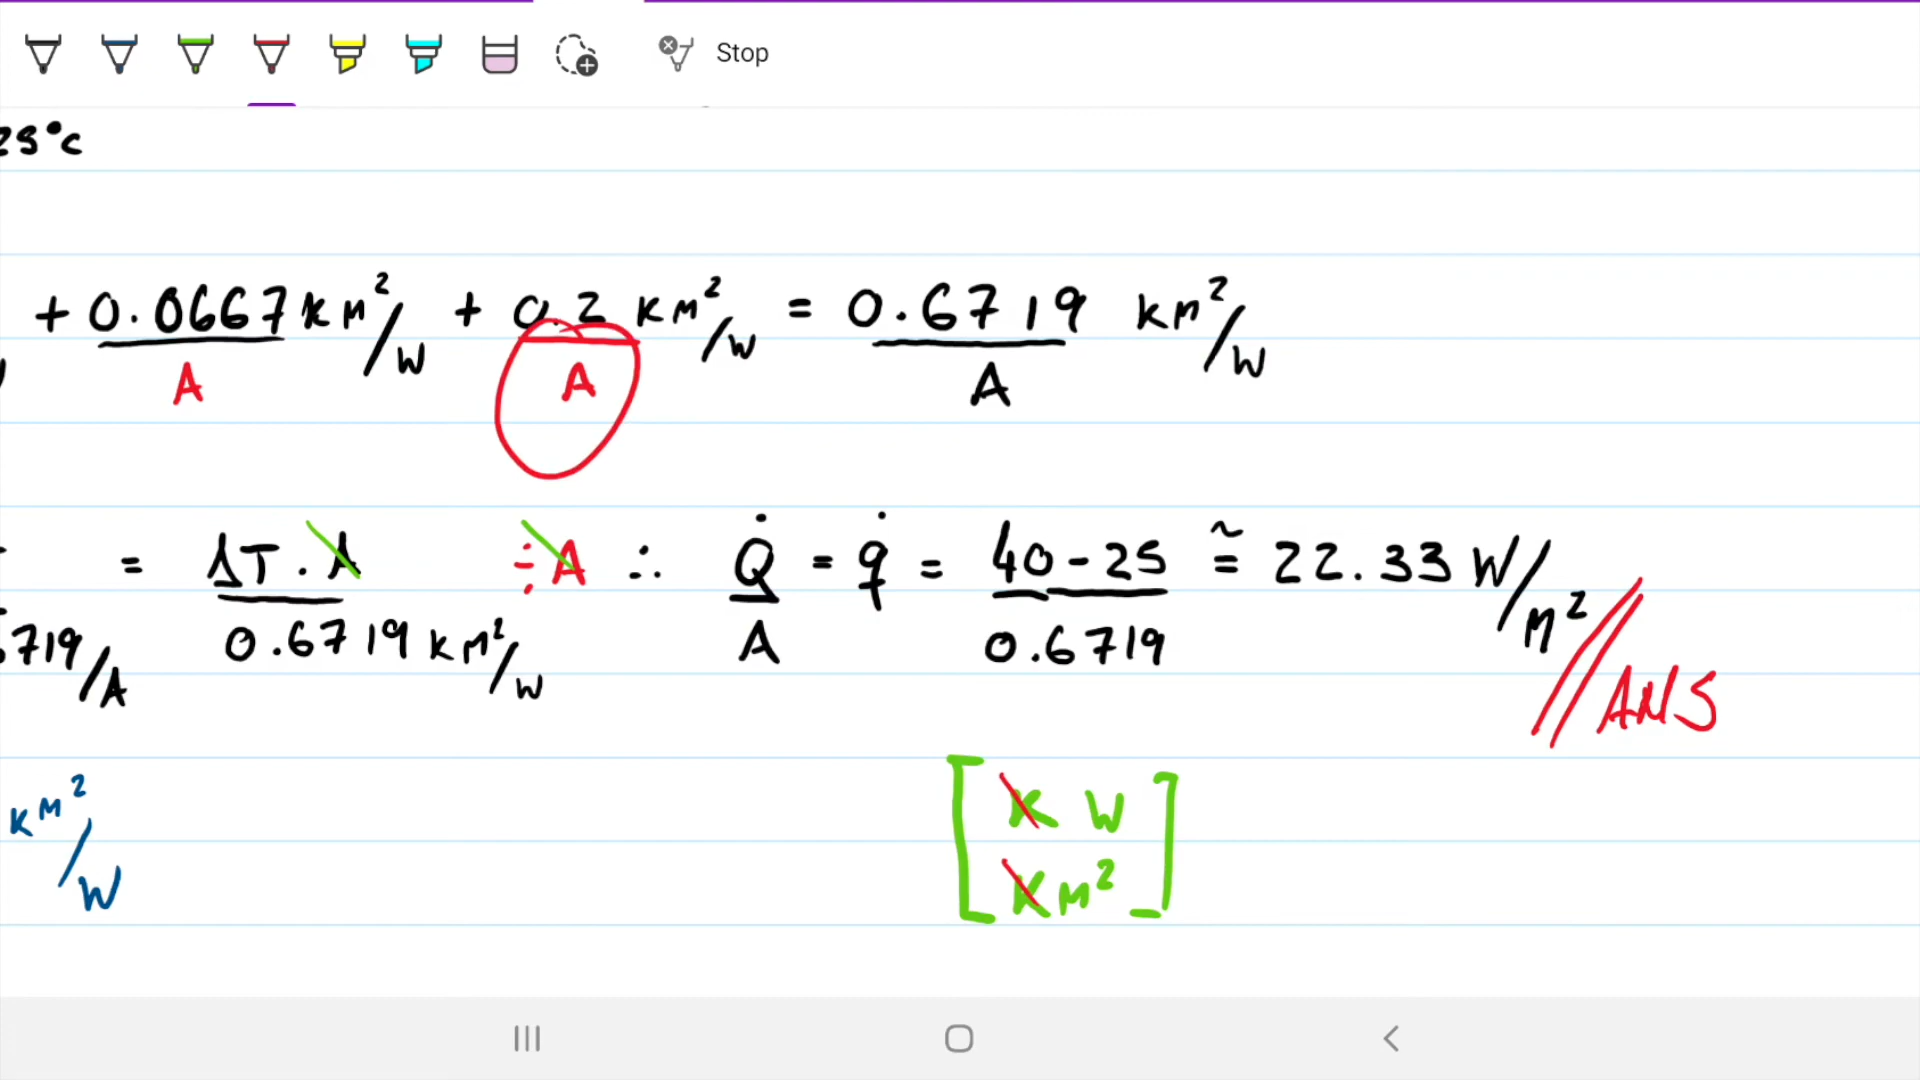 Stop
25°C
+ 0.0667 km²/W + 0.2 km²/W = 0.6719 km²/W
A A A
= ΔT . A ÷A ∴ Q̇ = q̇ = 40 - 25 ≅ 22.33 W/m²
719/A 0.6719 km²/W A 0.6719 ANS
km²/W
K W
K m²